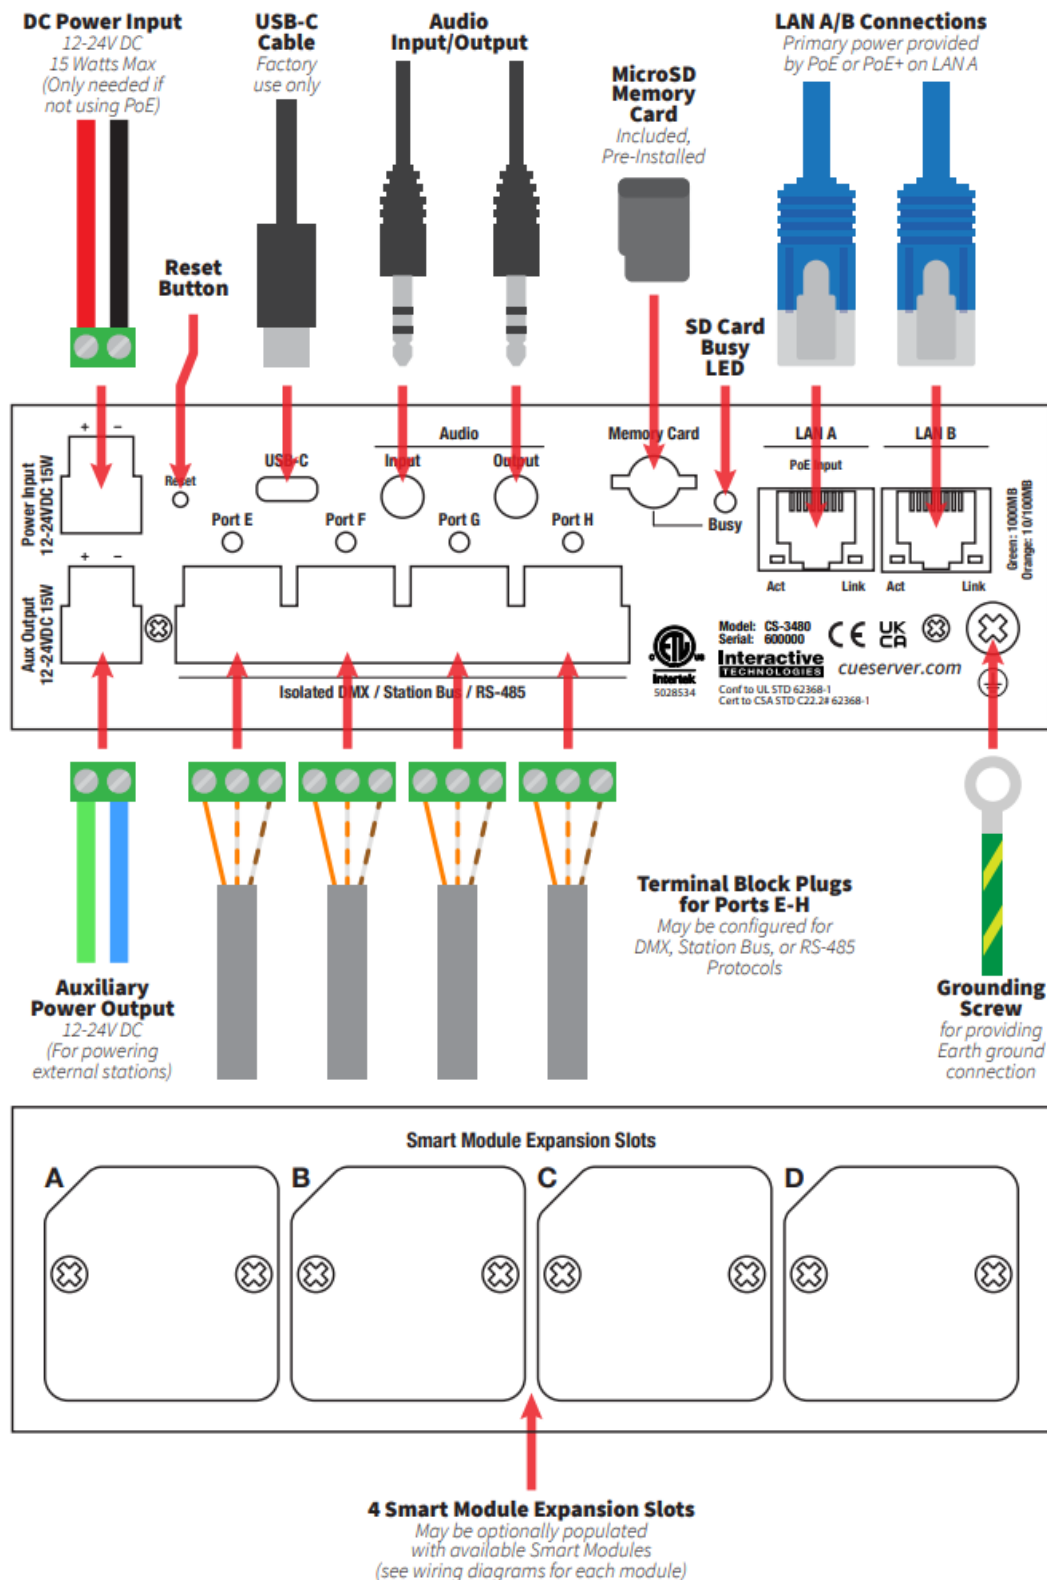 DC Power Input
12-24V DC
15 Watts Max
(Only needed if
not using PoE)
USB-C
Cable
Factory
use only
Audio
Input/Output
MicroSD
Memory
Card
Included,
Pre-Installed
LAN A/B Connections
Primary power provided
by PoE or PoE+ on LAN A
Reset
Button
SD Card
Busy
LED
+ −
Power Input
12-24VDC 15W
Reset
USB-C
Audio
Input
Output
Memory Card
Busy
LAN A
PoE Input
LAN B
Act
Link
Act
Link
Green: 1000MB
Orange: 10/100MB
Port E
Port F
Port G
Port H
+ −
Aux Output
12-24VDC 15W
Isolated DMX / Station Bus / RS-485
C ETL US
Intertek
5028534
Model: CS-3480
Serial: 600000
CE
UK
CA
Interactive
TECHNOLOGIES
cueserver.com
Conf to UL STD 62368-1
Cert to CSA STD C22.2# 62368-1
Auxiliary
Power Output
12-24V DC
(For powering
external stations)
Terminal Block Plugs
for Ports E-H
May be configured for
DMX, Station Bus, or RS-485
Protocols
Grounding
Screw
for providing
Earth ground
connection
Smart Module Expansion Slots
A
B
C
D
4 Smart Module Expansion Slots
May be optionally populated
with available Smart Modules
(see wiring diagrams for each module)